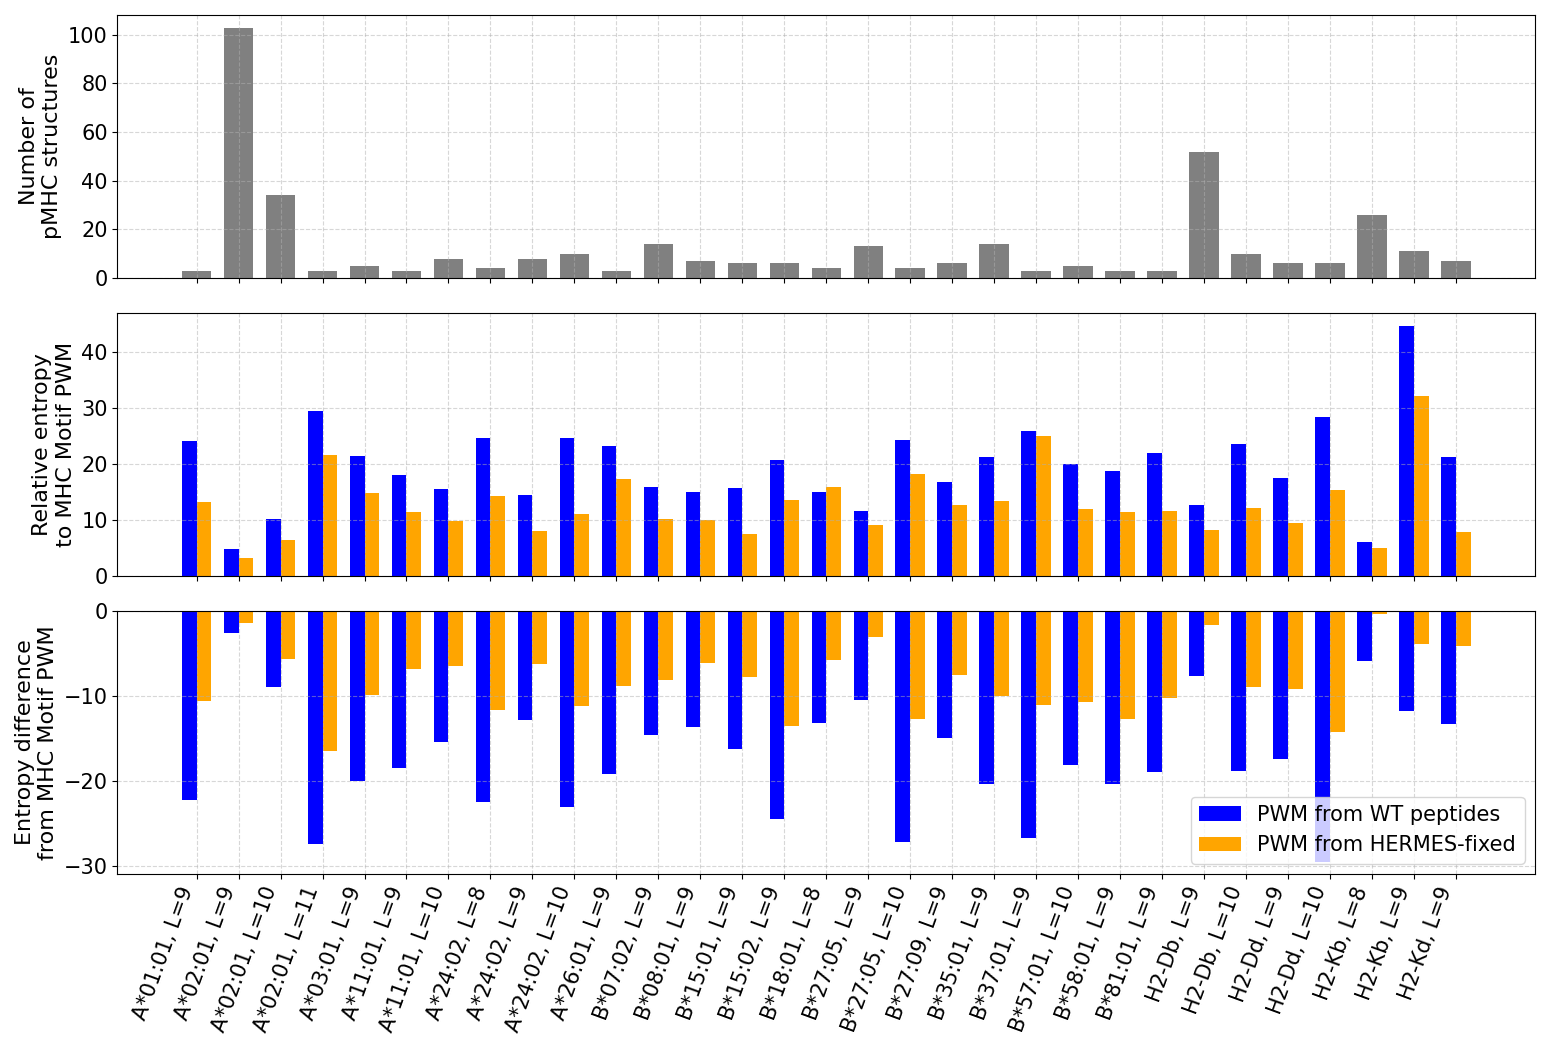 Number of
pMHC structures
100
80
60
40
20
0
Relative entropy
to MHC Motif PWM
40
30
20
10
0
Entropy difference
from MHC Motif PWM
0
−10
−20
−30
PWM from WT peptides
PWM from HERMES-fixed
A*01:01, L=9
A*02:01, L=9
A*02:01, L=10
A*02:01, L=11
A*03:01, L=9
A*11:01, L=9
A*11:01, L=10
A*24:02, L=8
A*24:02, L=9
A*24:02, L=10
A*26:01, L=9
B*07:02, L=9
B*08:01, L=9
B*15:01, L=9
B*15:02, L=9
B*18:01, L=8
B*27:05, L=9
B*27:05, L=10
B*27:09, L=9
B*35:01, L=9
B*37:01, L=9
B*57:01, L=10
B*58:01, L=9
B*81:01, L=9
H2-Db, L=9
H2-Db, L=10
H2-Dd, L=9
H2-Dd, L=10
H2-Kb, L=8
H2-Kb, L=9
H2-Kd, L=9